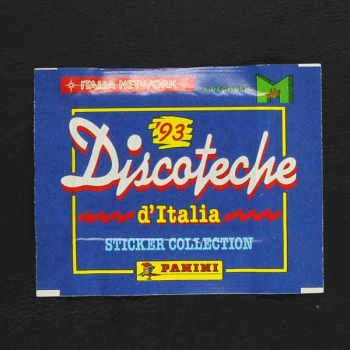 ITALIA NETWORK
'93
Discoteche
d'Italia
STICKER COLLECTION
PANINI